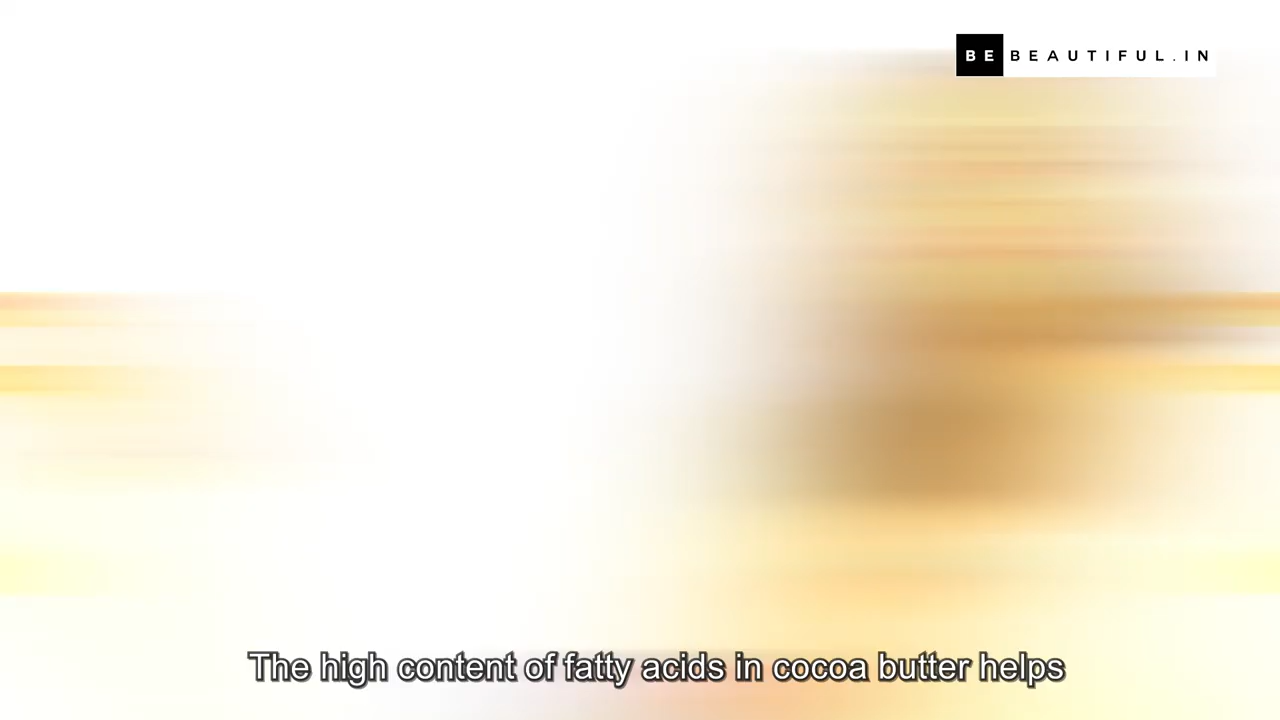 BE BEAUTIFUL.IN
The high content of fatty acids in cocoa butter helps